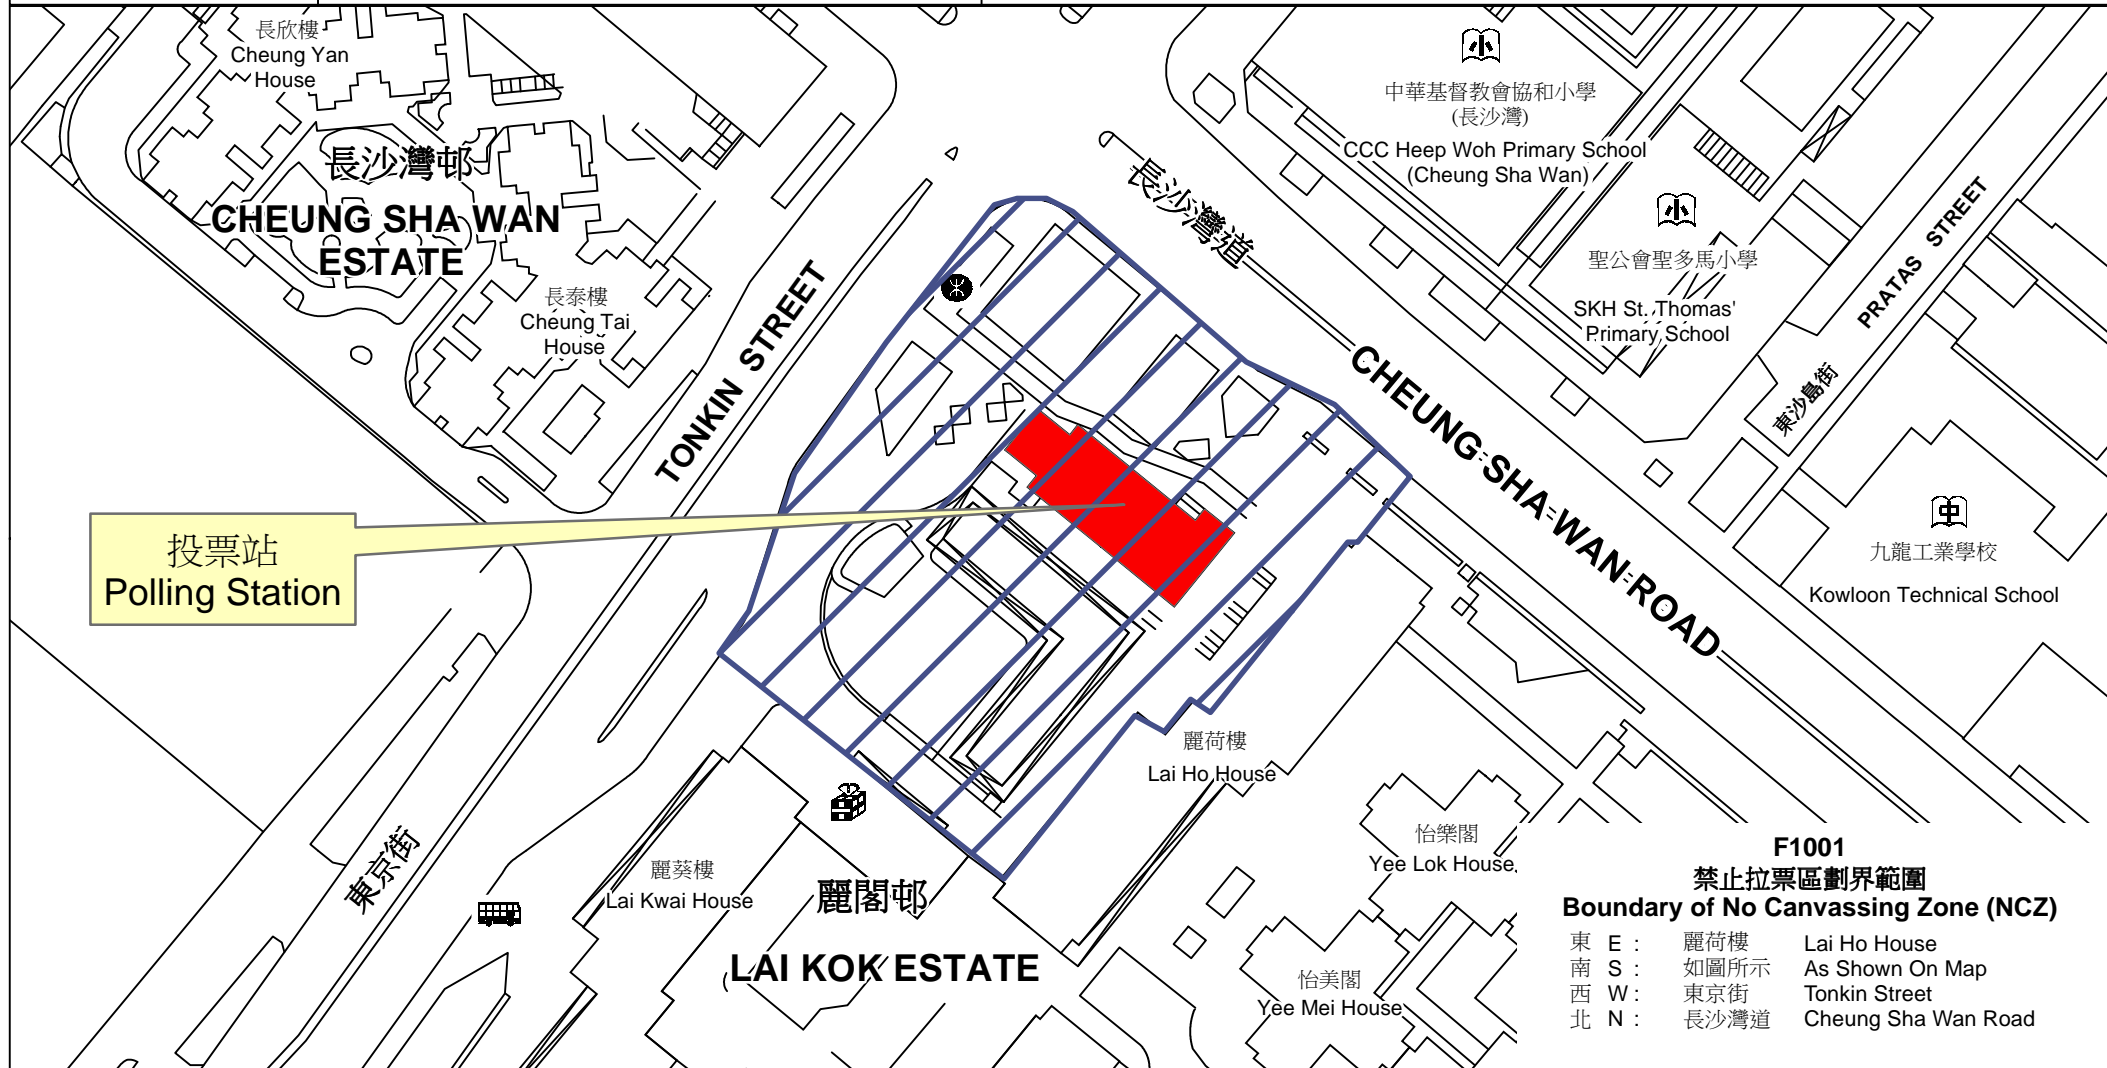 長欣樓
Cheung Yan
House
長沙灣邨
CHEUNG SHA WAN
ESTATE
長泰樓
Cheung Tai
House
TONKIN STREET
長沙灣道
CHEUNG SHA WAN ROAD
小
中華基督教會協和小學
(長沙灣)
CCC Heep Woh Primary School
(Cheung Sha Wan)
小
聖公會聖多馬小學
SKH St. Thomas'
Primary School
PRATAS STREET
東沙島街
中
九龍工業學校
Kowloon Technical School
投票站
Polling Station
東京街
麗葵樓
Lai Kwai House
麗閣邨
LAI KOK ESTATE
麗荷樓
Lai Ho House
怡樂閣
Yee Lok House
怡美閣
Yee Mei House
F1001
禁止拉票區劃界範圍
Boundary of No Canvassing Zone (NCZ)
東 E : 麗荷樓 Lai Ho House
南 S : 如圖所示 As Shown On Map
西 W : 東京街 Tonkin Street
北 N : 長沙灣道 Cheung Sha Wan Road